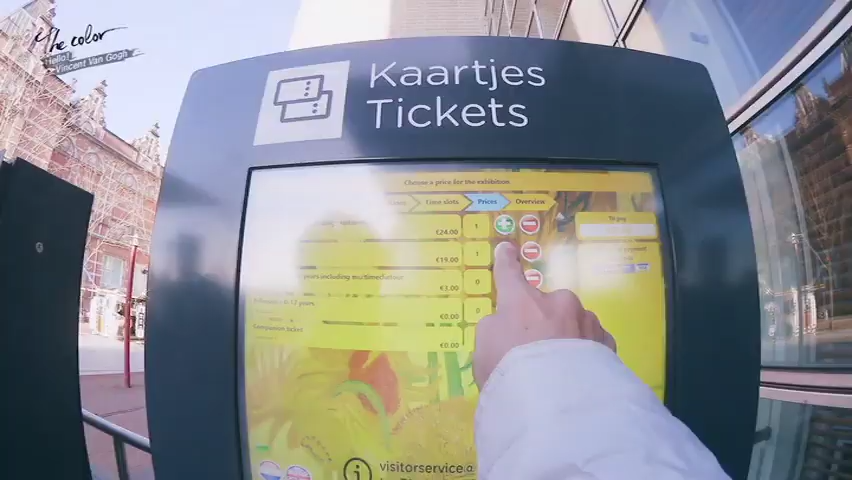 The color
Hello!
Vincent Van Gogh
Kaartjes
Tickets
Choose a price for the exhibition
Time slots
Prices
Overview
To pay
€24.00
1
€19.00
1
years including multimedia tour
€3.00
0
€0.00
0
Companion ticket
€0.00
i
visitorservice@